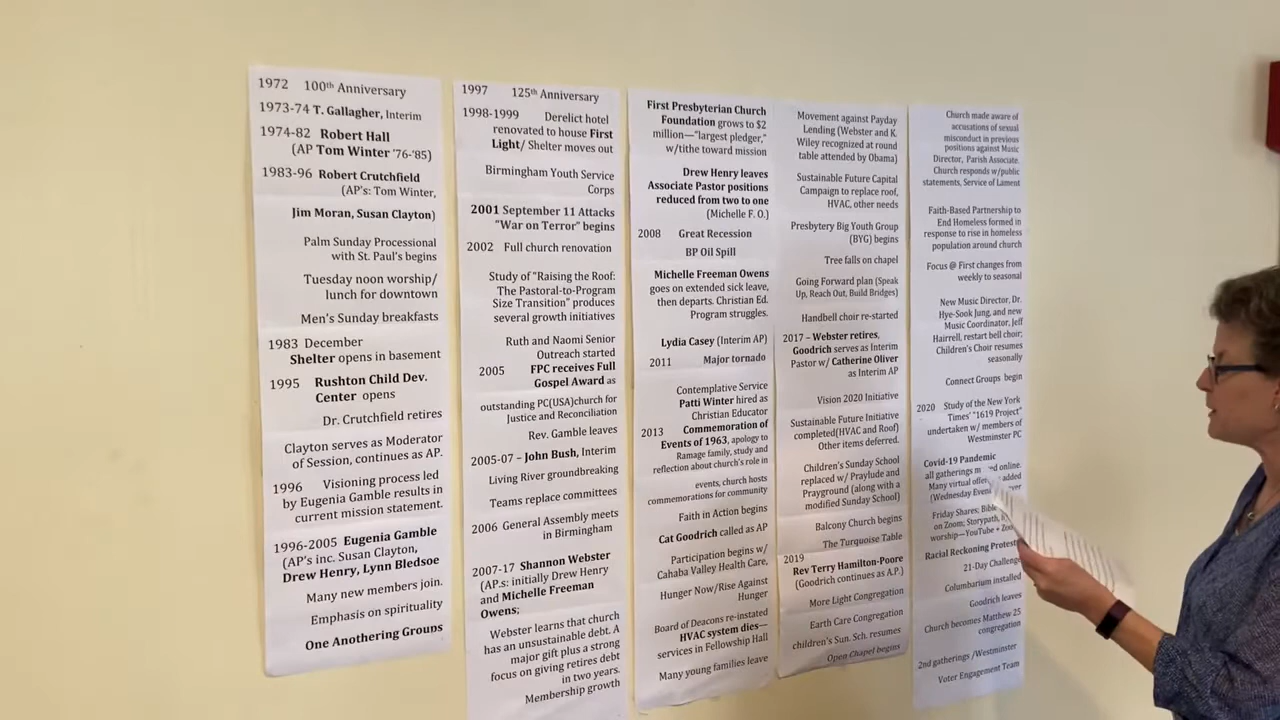 1972 100th Anniversary
1973-74 T. Gallagher, Interim
1974-82 Robert Hall
(AP Tom Winter '76-'85)
1983-96 Robert Crutchfield
(AP's: Tom Winter,
Jim Moran, Susan Clayton)
Palm Sunday Processional
with St. Paul's begins
Tuesday noon worship/
lunch for downtown
Men's Sunday breakfasts
1983 December
Shelter opens in basement
1995 Rushton Child Dev.
Center opens
Dr. Crutchfield retires
Clayton serves as Moderator
of Session, continues as AP.
1996 Visioning process led
by Eugenia Gamble results in
current mission statement.
1996-2005 Eugenia Gamble
(AP's inc. Susan Clayton,
Drew Henry, Lynn Bledsoe
Many new members join.
Emphasis on spirituality
One Anothering Groups
1997 125th Anniversary
1998-1999 Derelict hotel
renovated to house First
Light/ Shelter moves out
Birmingham Youth Service
Corps
2001 September 11 Attacks
"War on Terror" begins
2002 Full church renovation
Study of "Raising the Roof:
The Pastoral-to-Program
Size Transition" produces
several growth initiatives
Ruth and Naomi Senior
Outreach started
2005 FPC receives Full
Gospel Award as
outstanding PC(USA)church for
Justice and Reconciliation
Rev. Gamble leaves
2005-07 – John Bush, Interim
Living River groundbreaking
Teams replace committees
2006 General Assembly meets
in Birmingham
2007-17 Shannon Webster
(AP.s: initially Drew Henry
and Michelle Freeman
Owens;
Webster learns that church
has an unsustainable debt. A
major gift plus a strong
focus on giving retires debt
in two years.
Membership growth
First Presbyterian Church
Foundation grows to $2
million—"largest pledger,"
w/tithe toward mission
Drew Henry leaves
Associate Pastor positions
reduced from two to one
(Michelle F. O.)
2008 Great Recession
BP Oil Spill
Michelle Freeman Owens
goes on extended sick leave,
then departs. Christian Ed.
Program struggles.
Lydia Casey (Interim AP)
2011 Major tornado
Contemplative Service
Patti Winter hired as
Christian Educator
2013 Commemoration of
Events of 1963, apology to
Ramage family, study and
reflection about church's role in
events, church hosts
commemorations for community
Faith in Action begins
Cat Goodrich called as AP
Participation begins w/
Cahaba Valley Health Care,
Hunger Now/Rise Against
Hunger
Board of Deacons re-instated
HVAC system dies—
services in Fellowship Hall
Many young families leave
Movement against Payday
Lending (Webster and K.
Wiley recognized at round
table attended by Obama)
Sustainable Future Capital
Campaign to replace roof,
HVAC, other needs
Presbytery Big Youth Group
(BYG) begins
Tree falls on chapel
Going Forward plan (Speak
Up, Reach Out, Build Bridges)
Handbell choir re-started
2017 – Webster retires,
Goodrich serves as Interim
Pastor w/ Catherine Oliver
as Interim AP
Vision 2020 Initiative
Sustainable Future Initiative
completed(HVAC and Roof)
Other items deferred.
Children's Sunday School
replaced w/ Praylude and
Prayground (along with a
modified Sunday School)
Balcony Church begins
The Turquoise Table
2019
Rev Terry Hamilton-Poore
(Goodrich continues as A.P.)
More Light Congregation
Earth Care Congregation
children's Sun. Sch. resumes
Open Chapel begins
Church made aware of
accusations of sexual
misconduct in previous
positions against Music
Director, Parish Associate.
Church responds w/public
statements, Service of Lament
Faith-Based Partnership to
End Homeless formed in
response to rise in homeless
population around church
Focus @ First changes from
weekly to seasonal
New Music Director, Dr.
Hye-Sook Jung, and new
Music Coordinator, Jeff
Hairrell, restart bell choir;
Children's Choir resumes
seasonally
Connect Groups begin
2020 Study of the New York
Times' "1619 Project"
undertaken w/ members of
Westminster PC
Covid-19 Pandemic
all gatherings online.
Many virtual added
(Wednesday
Friday Shares;
on Zoom; Storypath,
worship—YouTube +
Racial Reckoning Protests
21-Day Challenge
Columbarium installed
Goodrich leaves
Church becomes Matthew 25
congregation
2nd gatherings /Westminster
Voter Engagement Team